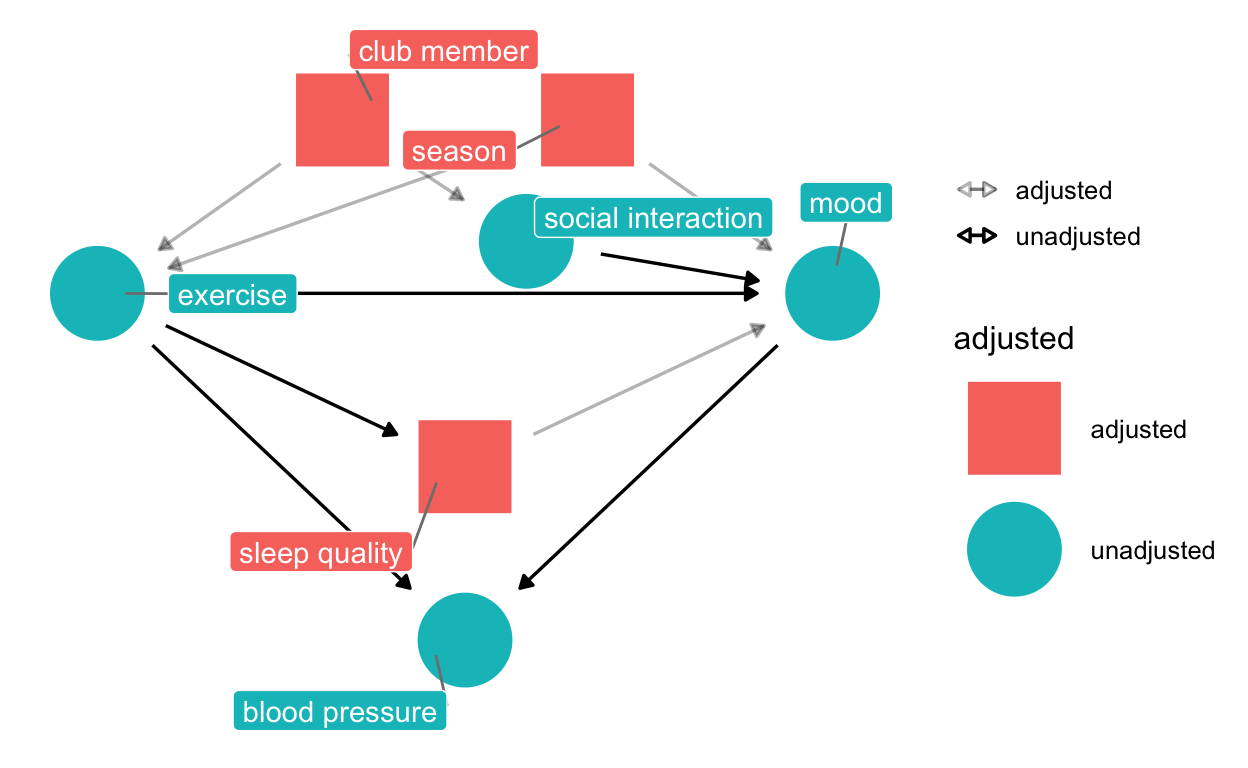 club member
season
social interaction
mood
exercise
sleep quality
blood pressure
adjusted
unadjusted
adjusted
adjusted
unadjusted